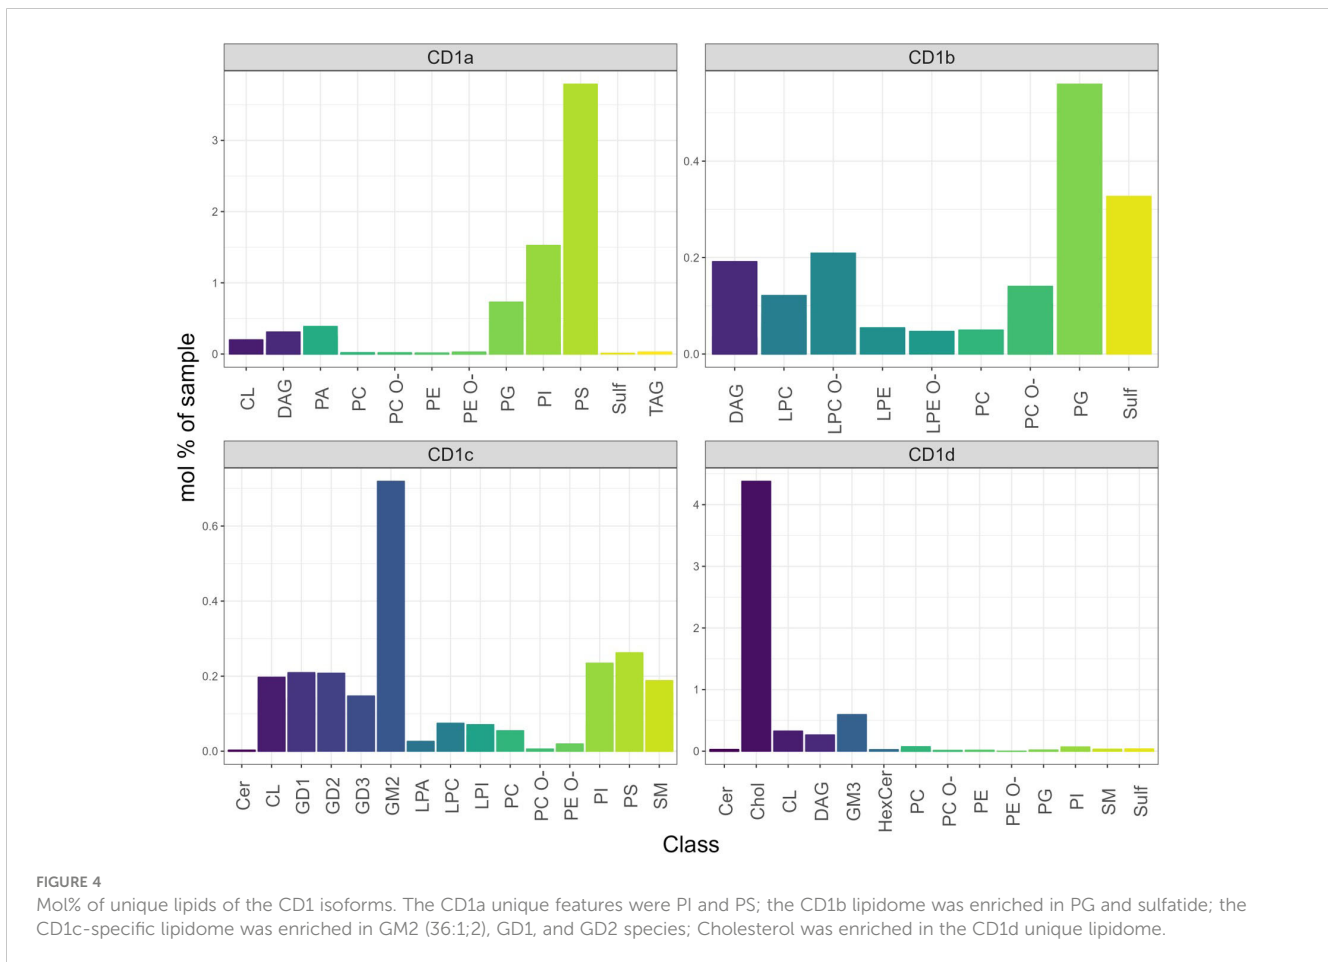 CD1a
CD1b
mol % of sample
3
2
1
0
CL DAG PA PC PC O- PE PE O- PG PI PS Sulf TAG
0.4
0.2
0.0
DAG LPC LPC O- LPE LPE O- PC PC O- PG Sulf
CD1c
CD1d
0.6
0.4
0.2
0.0
Cer CL GD1 GD2 GD3 GM2 LPA LPC LPI PC PC O- PE O- PI PS SM
4
3
2
1
0
Cer Chol CL DAG GM3 HexCer PC PC O- PE PE O- PG PI SM Sulf
Class
FIGURE 4
Mol% of unique lipids of the CD1 isoforms. The CD1a unique features were PI and PS; the CD1b lipidome was enriched in PG and sulfatide; the
CD1c-specific lipidome was enriched in GM2 (36:1;2), GD1, and GD2 species; Cholesterol was enriched in the CD1d unique lipidome.